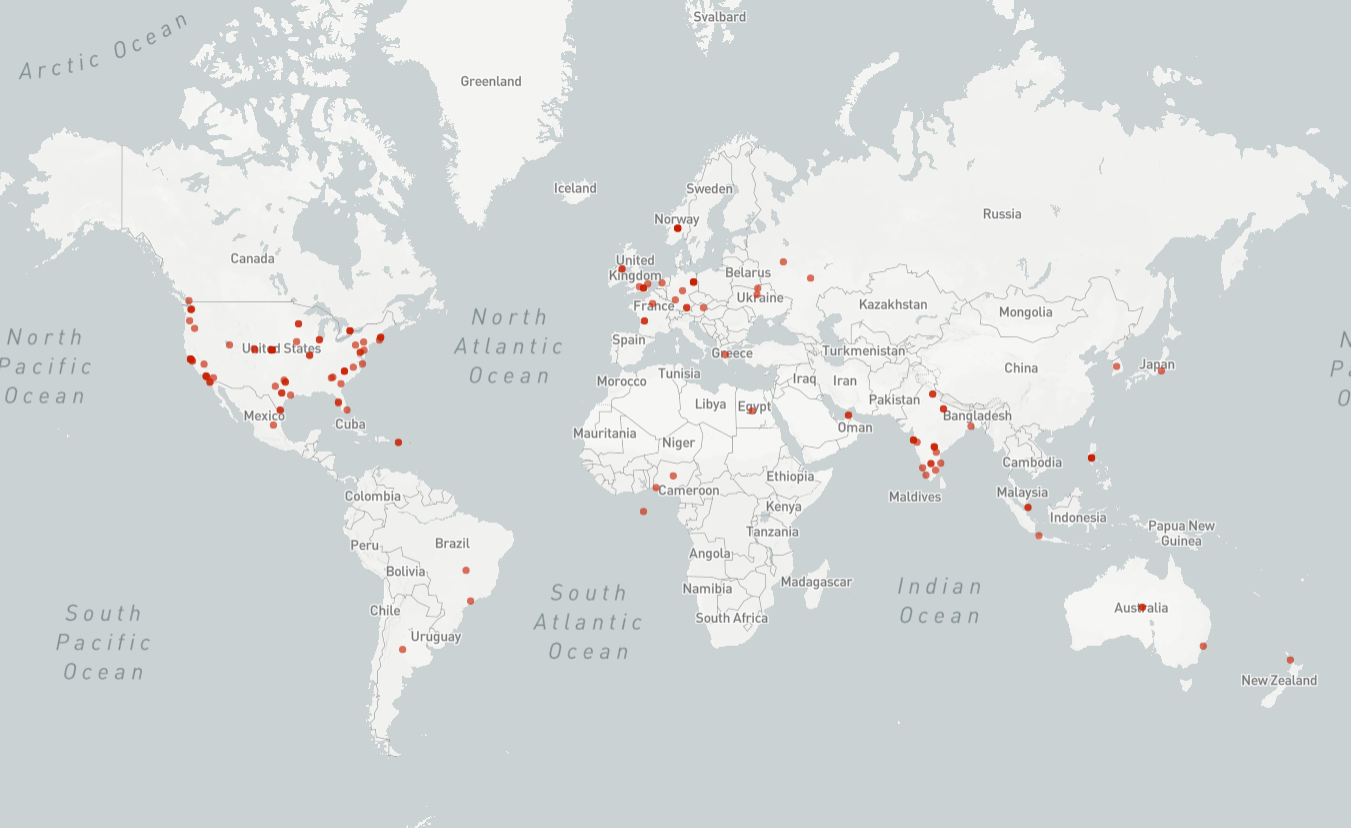 Svalbard
Arctic Ocean
Greenland
Iceland
Sweden
Russia
Norway
Canada
United
Kingdom
Belarus
Ukraine
Kazakhstan
Mongolia
France
North
Pacific
Ocean
North
Atlantic
Ocean
N
Pa
O
United States
Spain
Greece
Turkmenistan
China
Japan
Morocco
Tunisia
Iraq
Iran
Pakistan
Libya
Egypt
Mexico
Cuba
Bangladesh
Oman
Mauritania
Niger
Cambodia
Ethiopia
Colombia
Cameroon
Maldives
Malaysia
Kenya
Indonesia
Papua New
Guinea
Tanzania
Peru
Brazil
Angola
Bolivia
Namibia
Madagascar
South
Atlantic
Ocean
Indian
Ocean
Chile
Australia
South Africa
South
Pacific
Ocean
Uruguay
New Zealand